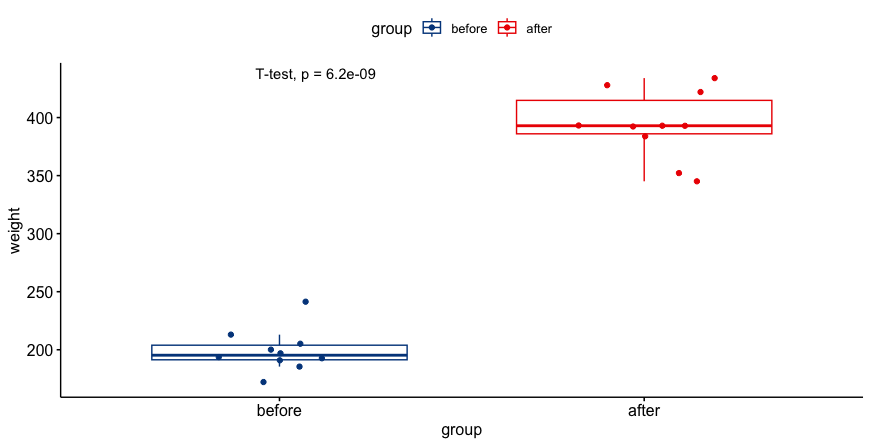 group before after
T-test, p = 6.2e-09
400
350
300
250
200
weight
before after
group